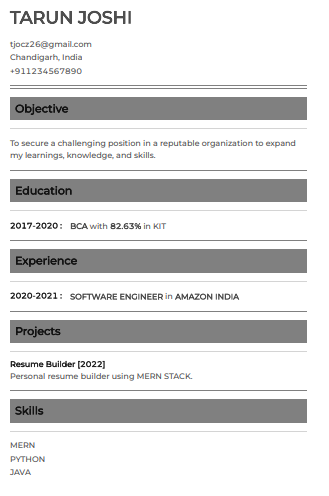 TARUN JOSHI
tjocz26@gmail.com
Chandigarh, India
+911234567890
Objective
To secure a challenging position in a reputable organization to expand
my learnings, knowledge, and skills.
Education
2017-2020 : BCA with 82.63% in KIT
Experience
2020-2021 : SOFTWARE ENGINEER in AMAZON INDIA
Projects
Resume Builder [2022]
Personal resume builder using MERN STACK.
Skills
MERN
PYTHON
JAVA